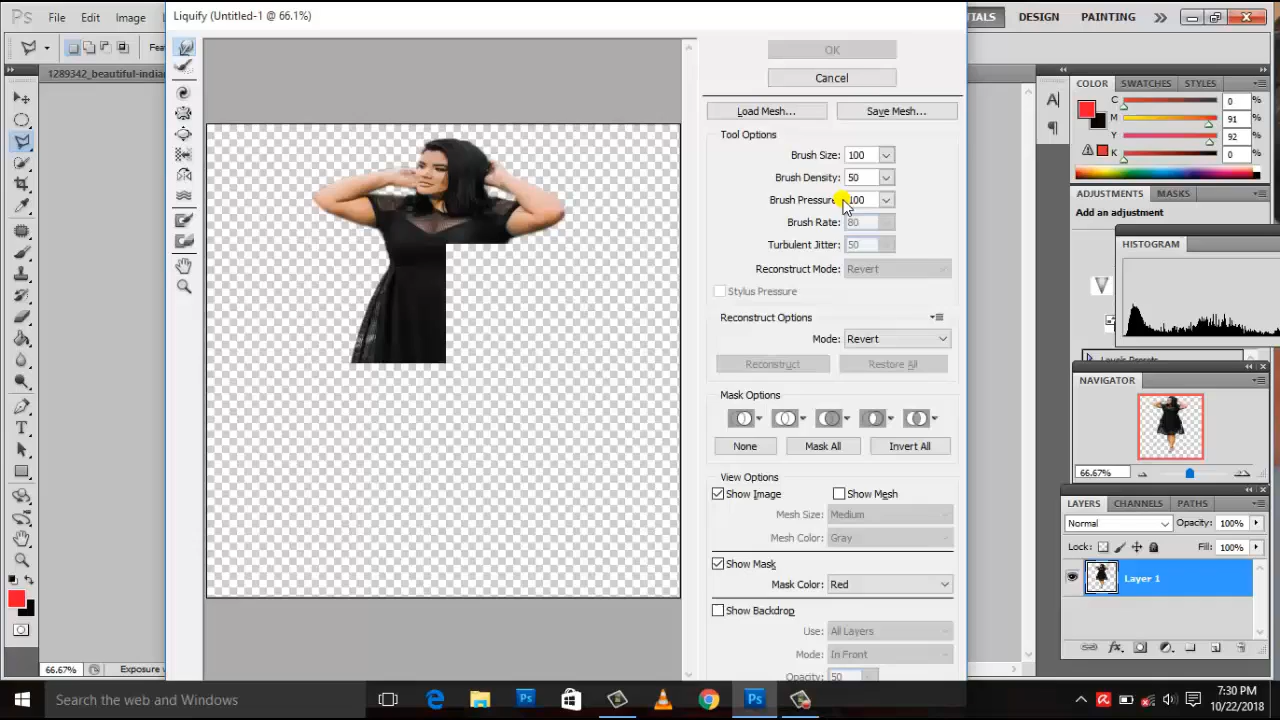 Liquify (Untitled-1 @ 66.1%)
Ps File Edit Image
DESIGN PAINTING
OK
Cancel
1289342_beautiful-indian
COLOR SWATCHES STYLES
C 0 %
M 91 %
Y 92 %
K 0 %
Load Mesh... Save Mesh...
Tool Options
Brush Size: 100
Brush Density: 50
Brush Pressure: 100
Brush Rate: 80
Turbulent Jitter: 50
Reconstruct Mode: Revert
Stylus Pressure
ADJUSTMENTS MASKS
Add an adjustment
HISTOGRAM
Reconstruct Options
Mode: Revert
Reconstruct Restore All
Levels Presets
NAVIGATOR
Mask Options
None Mask All Invert All
66.67%
View Options
Show Image Show Mesh
Mesh Size: Medium
Mesh Color: Gray
LAYERS CHANNELS PATHS
Normal Opacity: 100%
Lock: Fill: 100%
Show Mask
Mask Color: Red
Layer 1
Show Backdrop
Use: All Layers
Mode: In Front
Opacity: 50
66.67% Exposure
Search the web and Windows
7:30 PM
10/22/2018